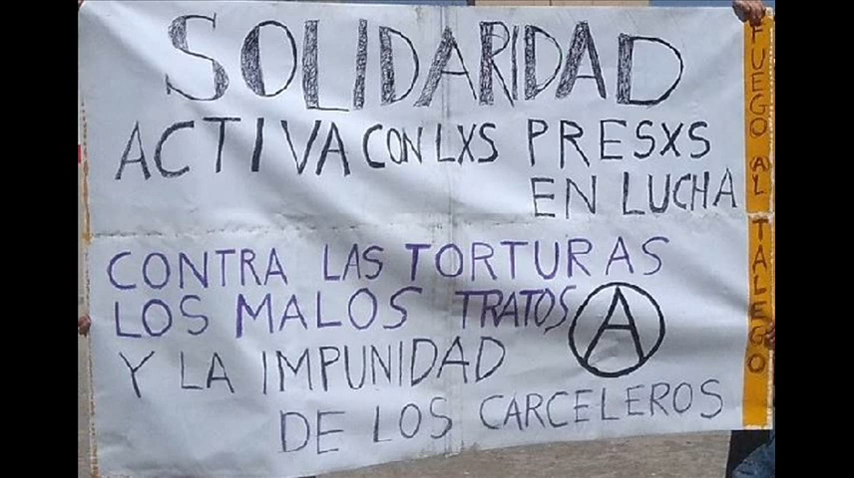 SOLIDARIDAD
ACTIVA CON LXS PRESXS
EN LUCHA
CONTRA LAS TORTURAS
LOS MALOS TRATOS
Y LA IMPUNIDAD
DE LOS CARCELEROS
FUEGO AL TALEGO